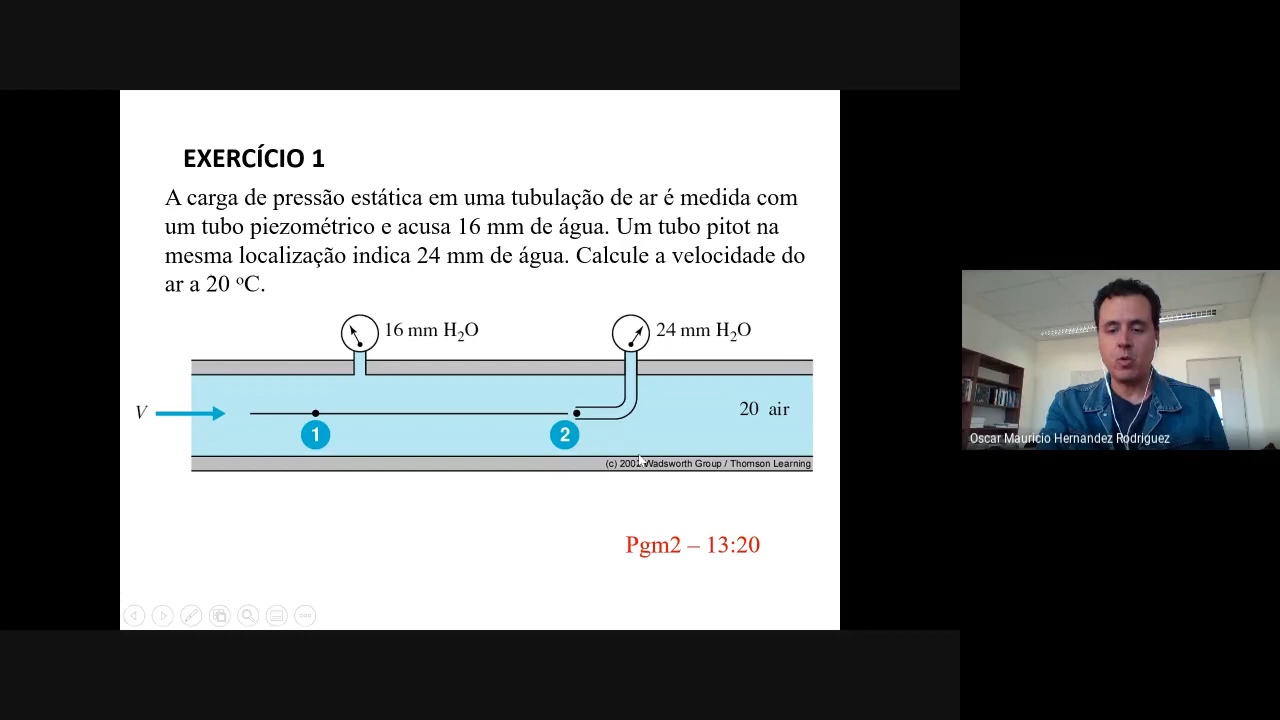 EXERCÍCIO 1
A carga de pressão estática em uma tubulação de ar é medida com
um tubo piezométrico e acusa 16 mm de água. Um tubo pitot na
mesma localização indica 24 mm de água. Calcule a velocidade do
ar a 20 ºC.
16 mm H₂O
24 mm H₂O
V
20 air
1
2
(c) 2002 Wadsworth Group / Thomson Learning
Pgm2 – 13:20
Oscar Mauricio Hernandez Rodriguez